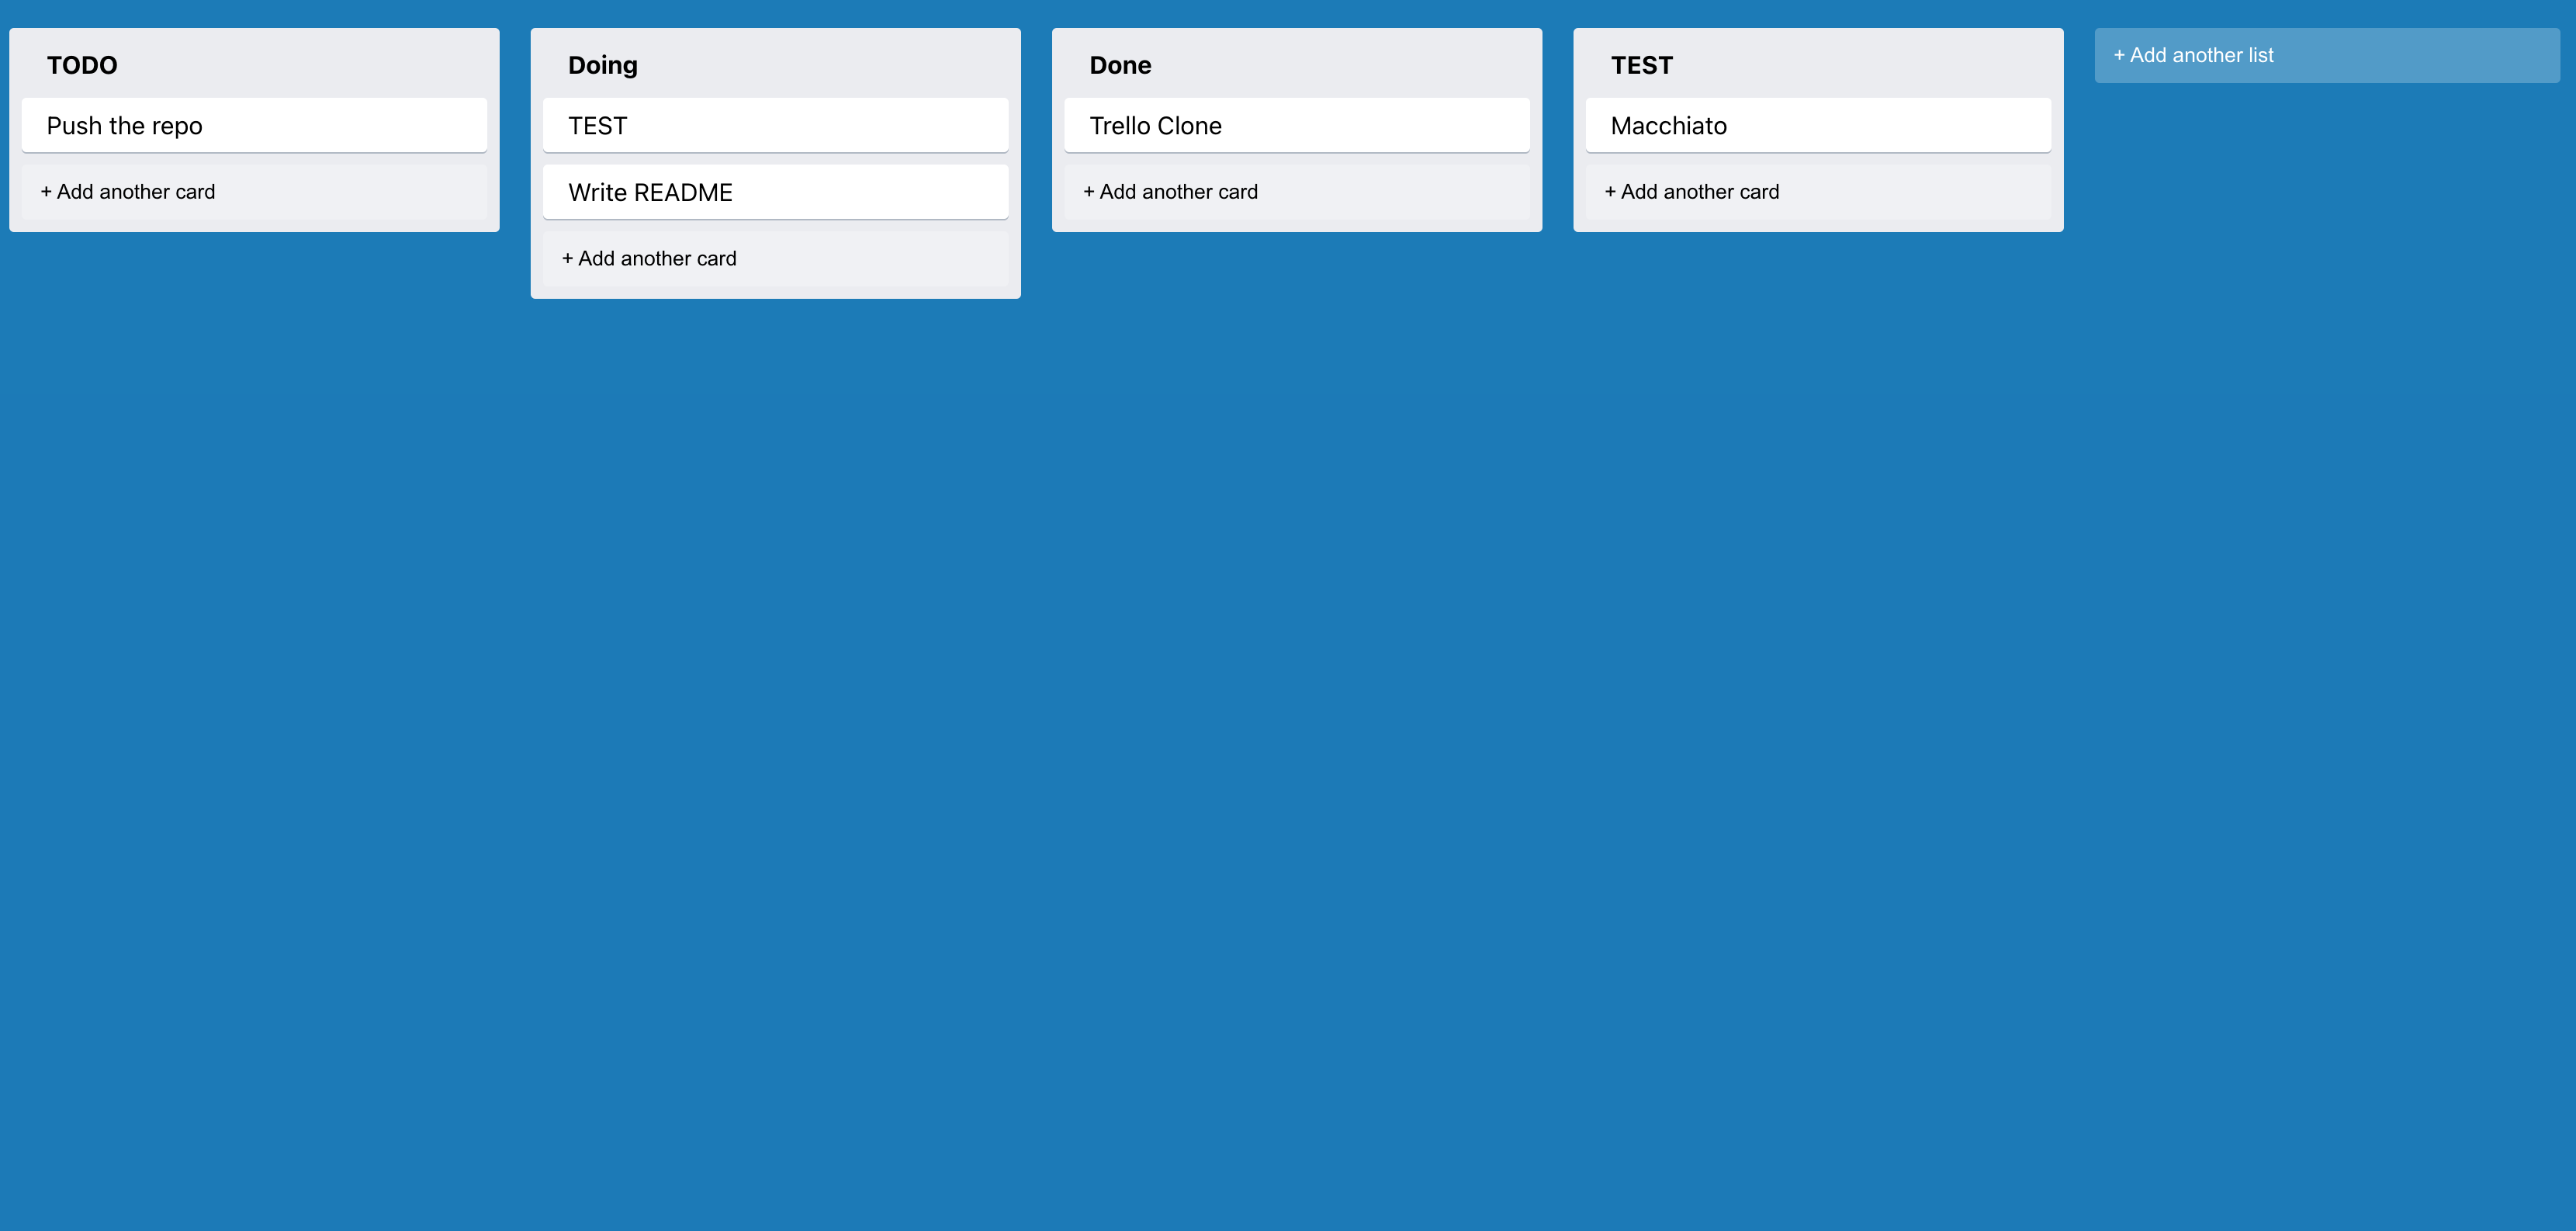 TODO
Push the repo
+ Add another card
Doing
TEST
Write README
+ Add another card
Done
Trello Clone
+ Add another card
TEST
Macchiato
+ Add another card
+ Add another list